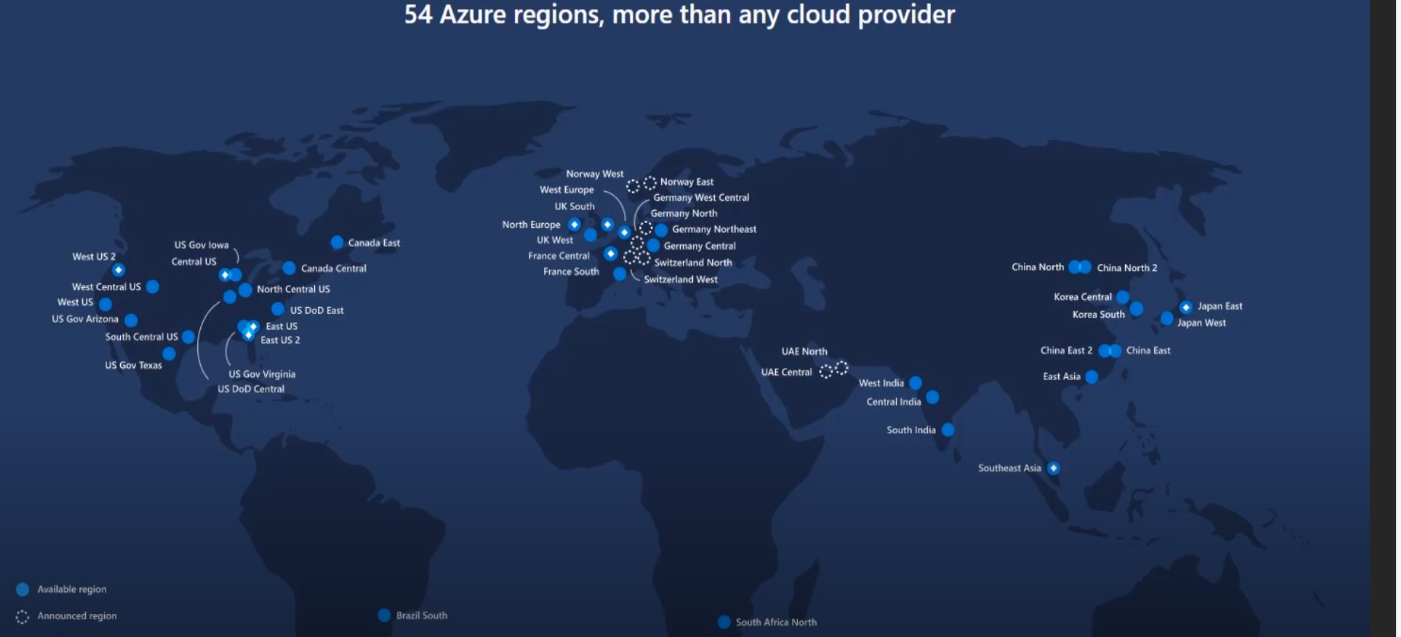 54 Azure regions, more than any cloud provider
Norway West
Norway East
West Europe
Germany West Central
UK South
Germany North
North Europe
Germany Northeast
UK West
Germany Central
France Central
Switzerland North
France South
Switzerland West
Canada East
US Gov Iowa
West US 2
Central US
Canada Central
West Central US
North Central US
West US
US DoD East
US Gov Arizona
East US
South Central US
East US 2
US Gov Texas
US Gov Virginia
US DoD Central
China North
China North 2
Korea Central
Japan East
Korea South
Japan West
China East 2
China East
East Asia
UAE North
UAE Central
West India
Central India
South India
Southeast Asia
Available region
Announced region
Brazil South
South Africa North